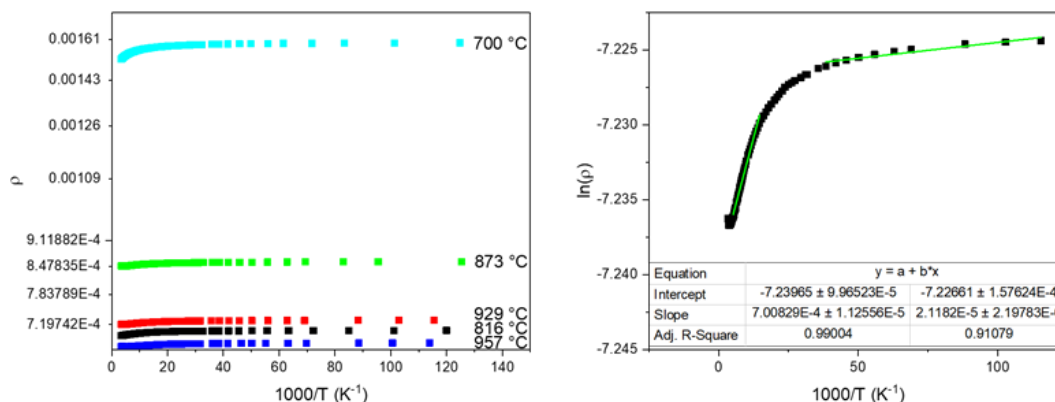 0.00161
0.00143
0.00126
0.00109
9.11882E-4
8.47835E-4
7.83789E-4
7.19742E-4
ρ
700 °C
873 °C
929 °C
816 °C
957 °C
0 20 40 60 80 100 120 140
1000/T (K-1)
-7.225
-7.230
-7.235
-7.240
-7.245
ln(ρ)
Equation y = a + b*x
Intercept -7.23965 ± 9.96523E-5 -7.22661 ± 1.57624E-4
Slope 7.00829E-4 ± 1.12556E-5 2.1182E-5 ± 2.19783E-
Adj. R-Square 0.99004 0.91079
0 50 100
1000/T (K-1)